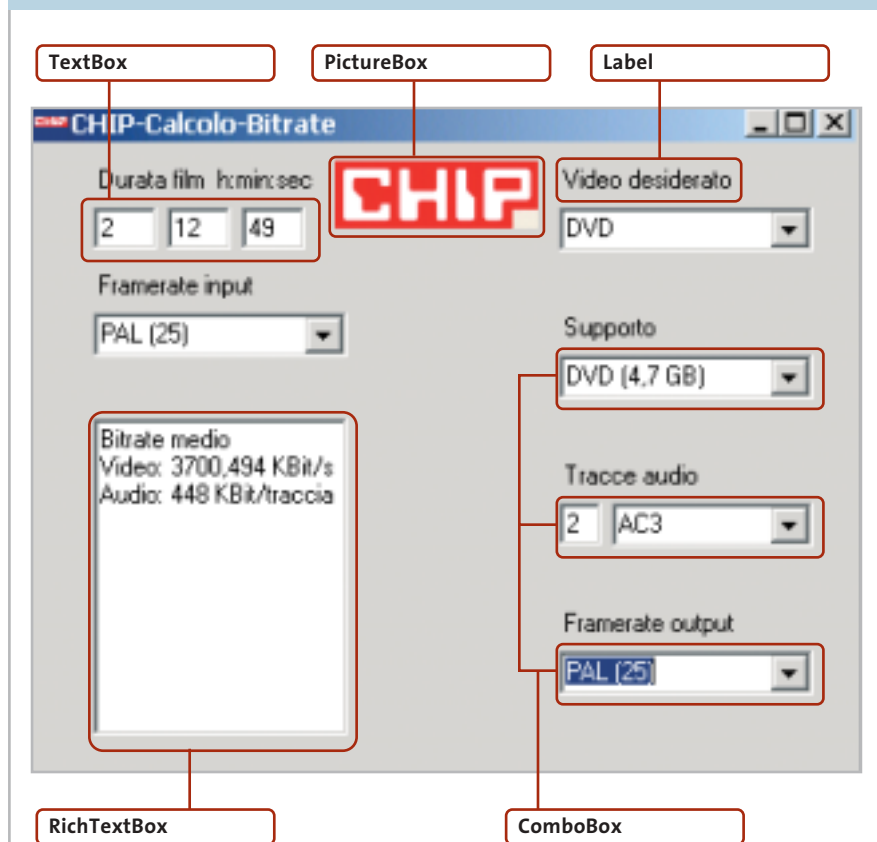 TextBox
PictureBox
Label
CHIP CHIP-Calcolo-Bitrate
Durata film h:min:sec
CHIP
Video desiderato
2 12 49
DVD
Framerate input
PAL (25)
Supporto
DVD (4,7 GB)
Bitrate medio
Video: 3700,494 KBit/s
Audio: 448 KBit/traccia
Tracce audio
2 AC3
Framerate output
PAL (25)
RichTextBox
ComboBox